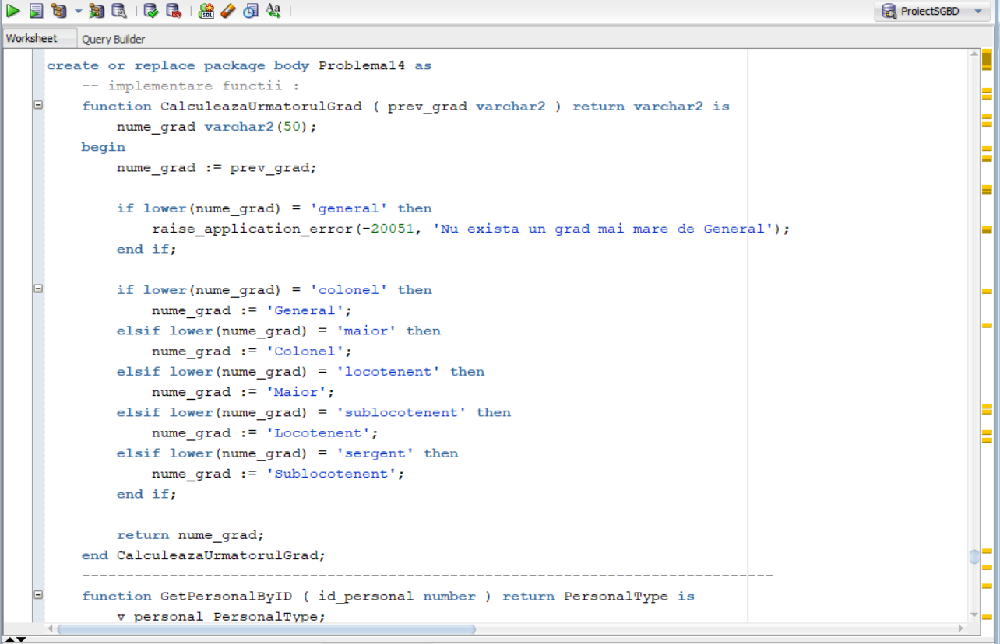 ProiectSGBD
Worksheet Query Builder
create or replace package body Problema14 as
-- implementare functii :
function CalculeazaUrmatorulGrad ( prev_grad varchar2 ) return varchar2 is
nume_grad varchar2(50);
begin
nume_grad := prev_grad;
if lower(nume_grad) = 'general' then
raise_application_error(-20051, 'Nu exista un grad mai mare de General');
end if;
if lower(nume_grad) = 'colonel' then
nume_grad := 'General';
elsif lower(nume_grad) = 'maior' then
nume_grad := 'Colonel';
elsif lower(nume_grad) = 'locotenent' then
nume_grad := 'Maior';
elsif lower(nume_grad) = 'sublocotenent' then
nume_grad := 'Locotenent';
elsif lower(nume_grad) = 'sergent' then
nume_grad := 'Sublocotenent';
end if;
return nume_grad;
end CalculeazaUrmatorulGrad;
-------------------------------------------------------------------------------
function GetPersonalByID ( id_personal number ) return PersonalType is
v_personal PersonalType;